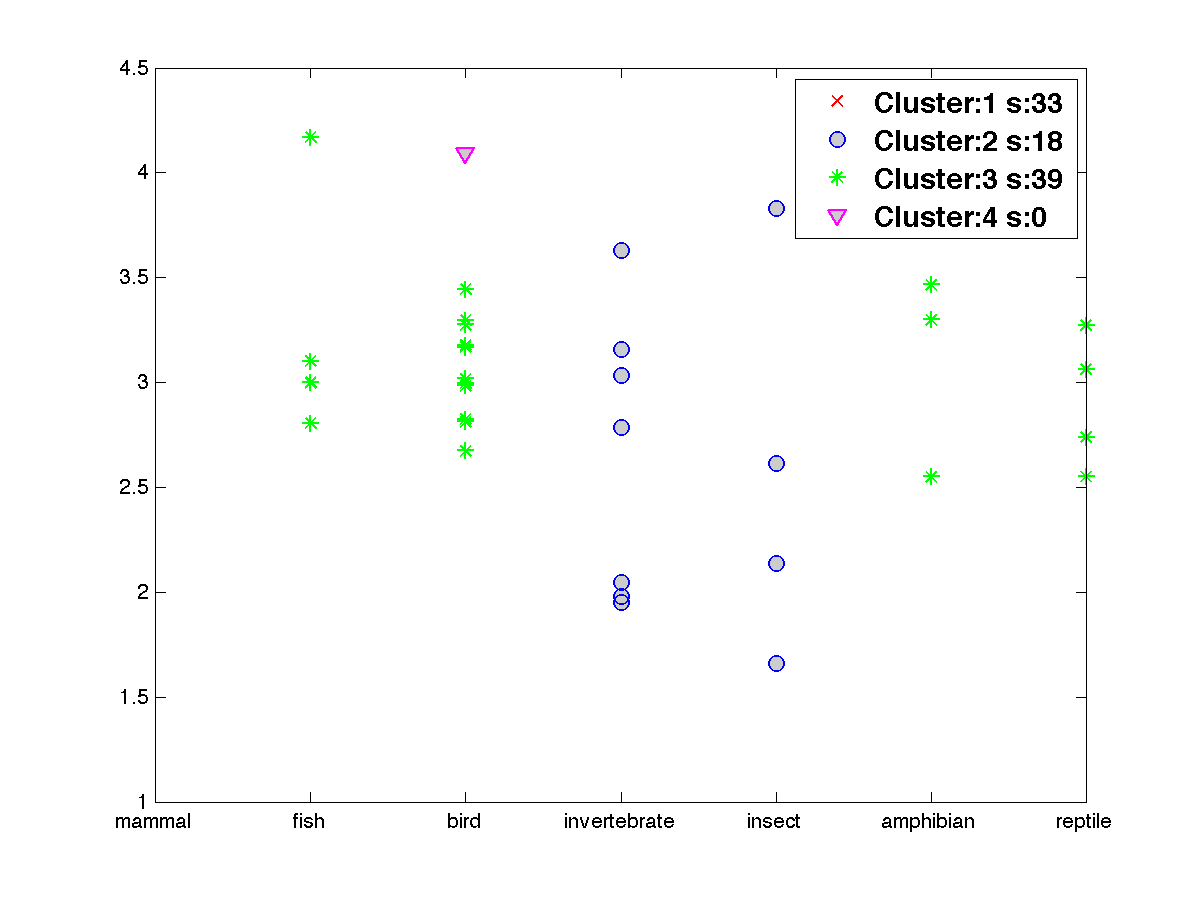 4.5
4
3.5
3
2.5
2
1.5
1
Cluster:1 s:33
Cluster:2 s:18
Cluster:3 s:39
Cluster:4 s:0
mammal fish bird invertebrate insect amphibian reptile